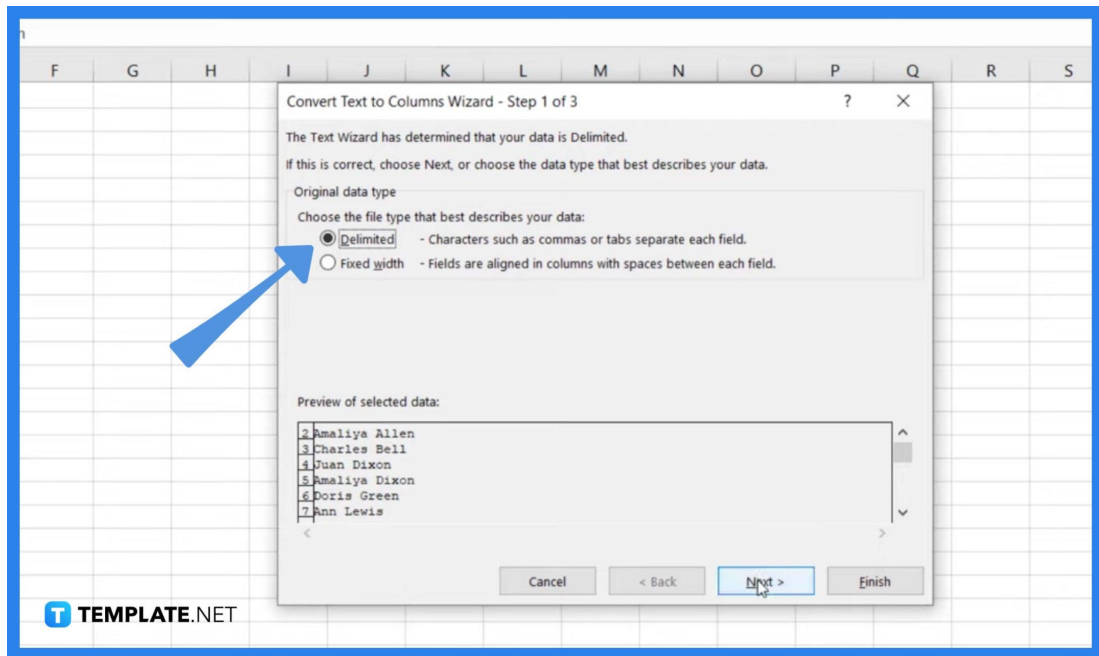 n
F G H I J K L M N O P Q R S
Convert Text to Columns Wizard - Step 1 of 3 ?
The Text Wizard has determined that your data is Delimited.
If this is correct, choose Next, or choose the data type that best describes your data.
Original data type
Choose the file type that best describes your data:
Delimited - Characters such as commas or tabs separate each field.
Fixed width - Fields are aligned in columns with spaces between each field.
Preview of selected data:
2 Amaliya Allen
3 Charles Bell
4 Juan Dixon
5 Amaliya Dixon
6 Doris Green
7 Ann Lewis
Cancel < Back Next > Finish
T TEMPLATE.NET